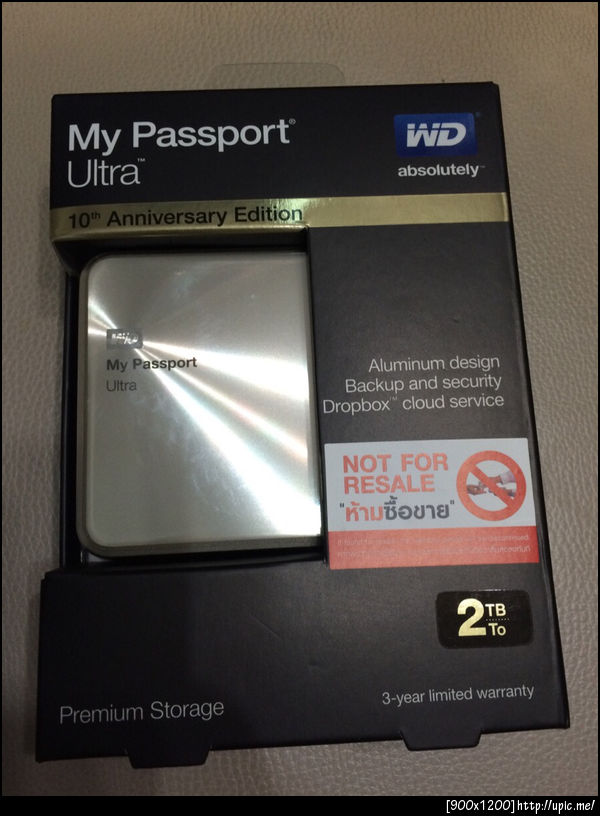 My Passport®
Ultra™
WD
absolutely™
10th Anniversary Edition
WD
My Passport
Ultra
Aluminum design
Backup and security
Dropbox™ cloud service
NOT FOR
RESALE
"ห้ามซื้อขาย"
2 TB
To
3-year limited warranty
Premium Storage
[900x1200]http://upic.me/